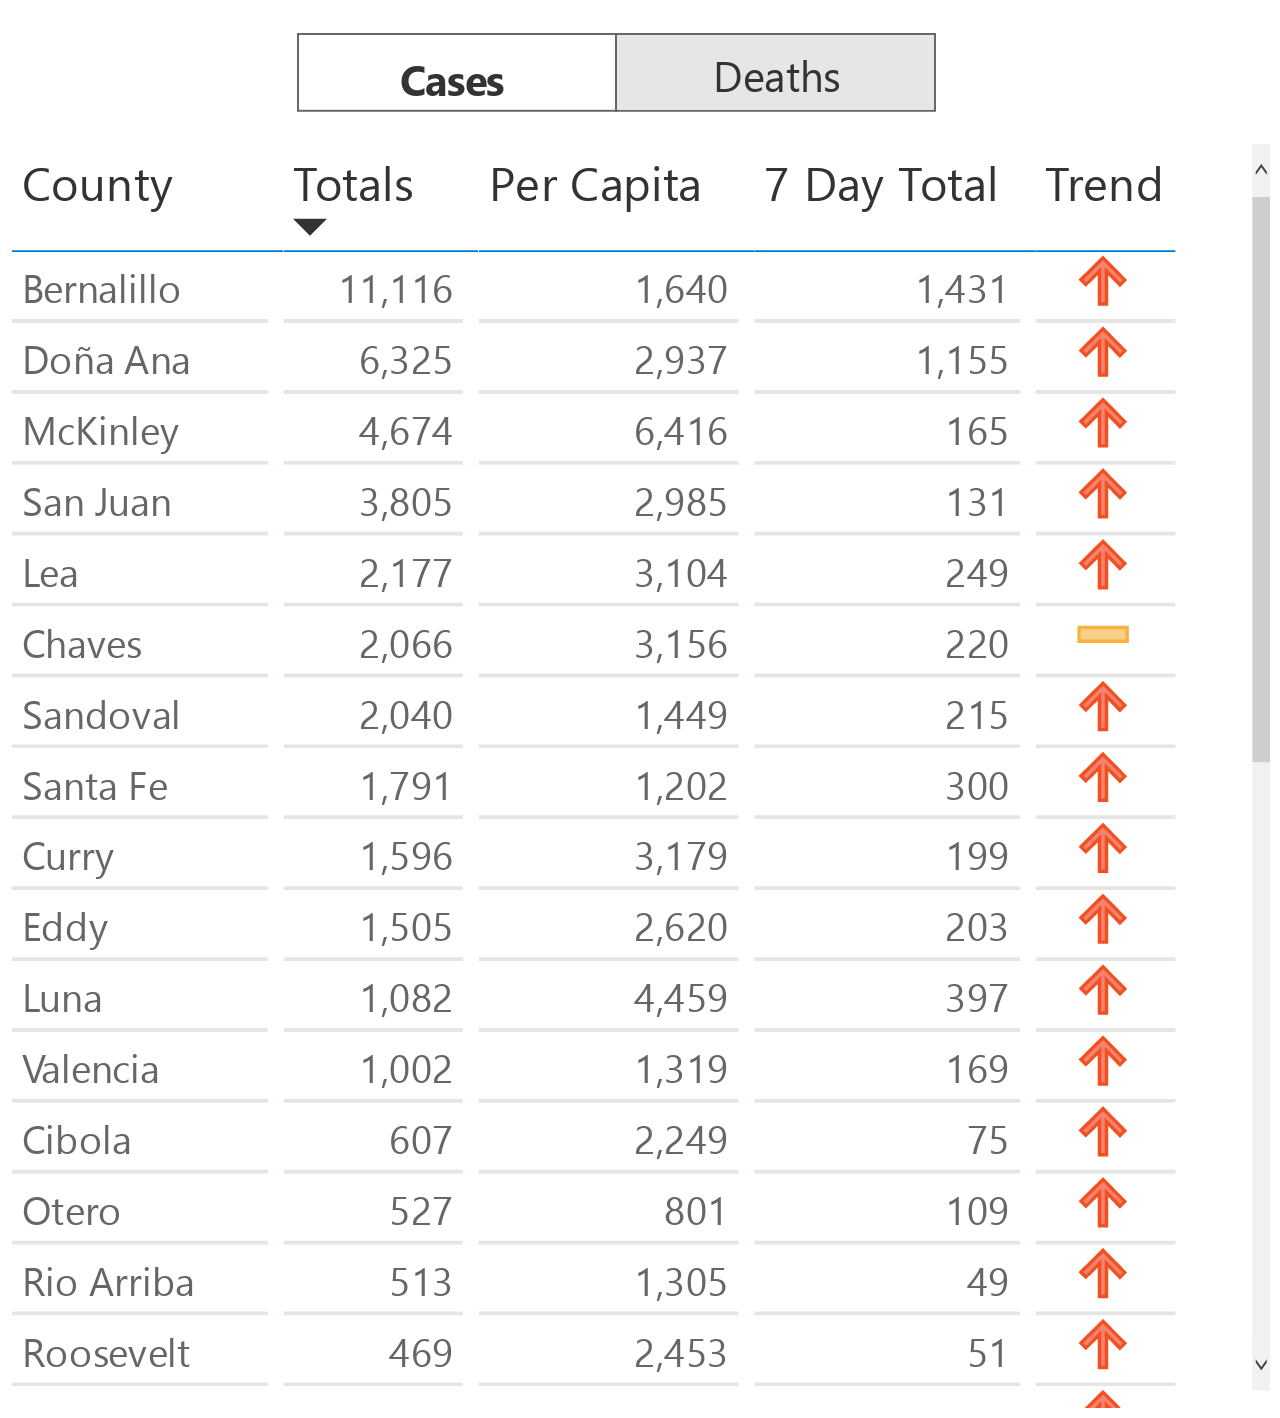 Cases Deaths
County Totals Per Capita 7 Day Total Trend
Bernalillo 11,116 1,640 1,431
Doña Ana 6,325 2,937 1,155
McKinley 4,674 6,416 165
San Juan 3,805 2,985 131
Lea 2,177 3,104 249
Chaves 2,066 3,156 220
Sandoval 2,040 1,449 215
Santa Fe 1,791 1,202 300
Curry 1,596 3,179 199
Eddy 1,505 2,620 203
Luna 1,082 4,459 397
Valencia 1,002 1,319 169
Cibola 607 2,249 75
Otero 527 801 109
Rio Arriba 513 1,305 49
Roosevelt 469 2,453 51